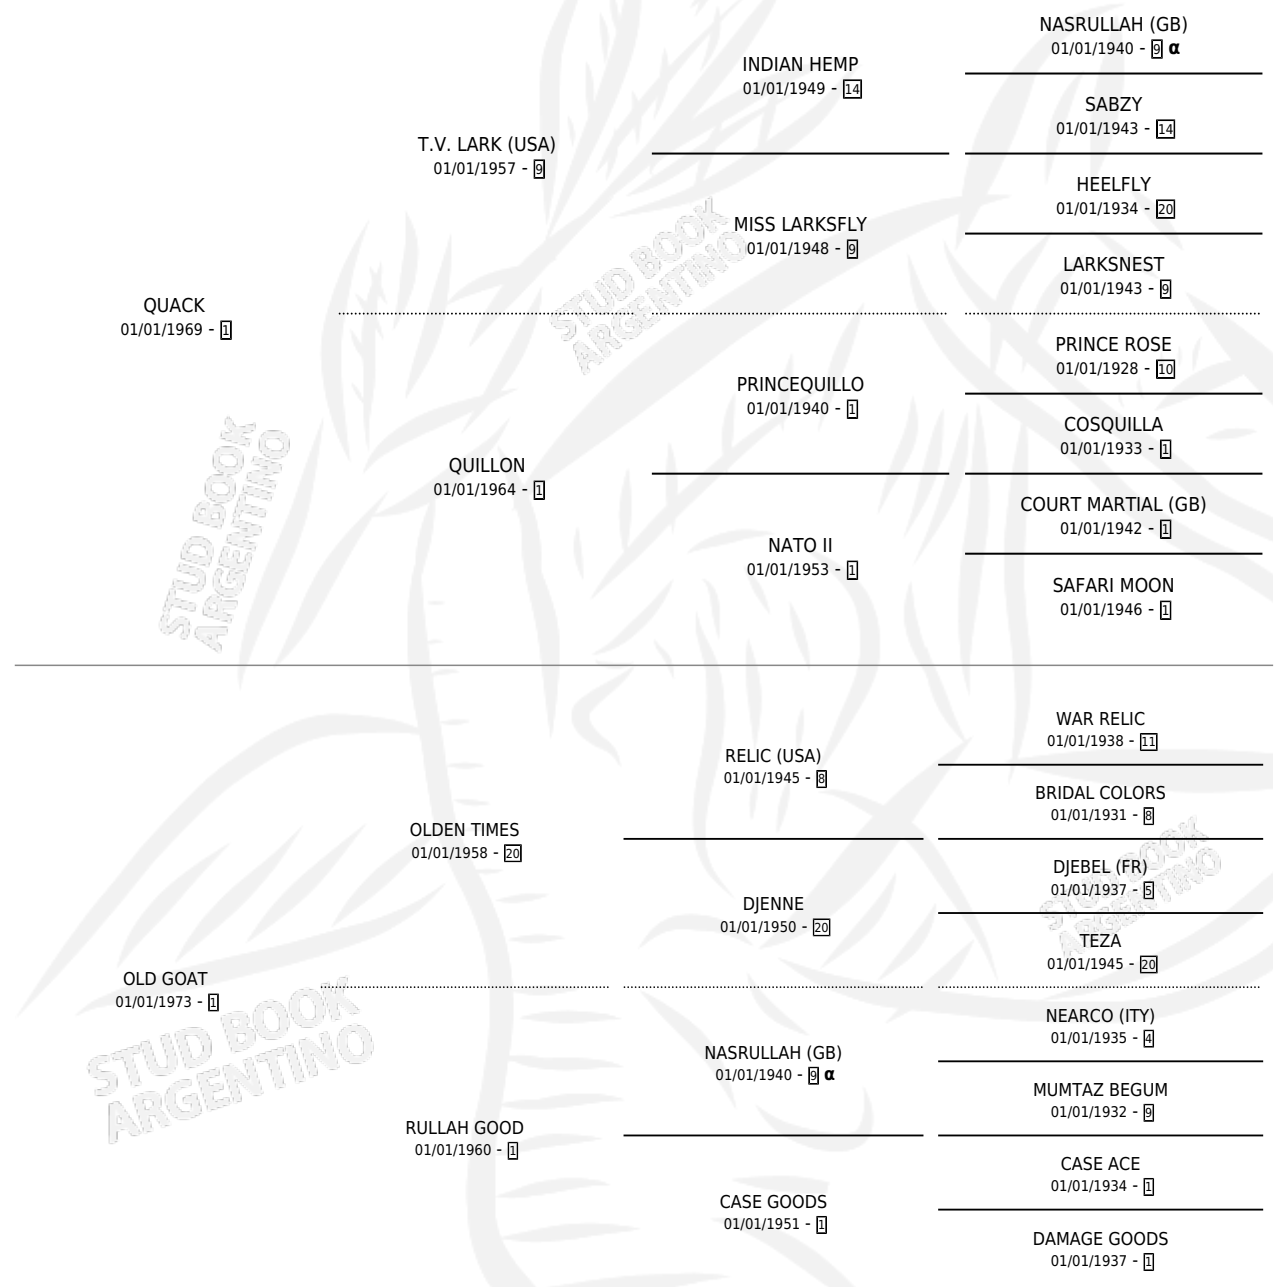 NASRULLAH (GB)
01/01/1940 - 9 α
INDIAN HEMP
01/01/1949 - 14
SABZY
01/01/1943 - 14
T.V. LARK (USA)
01/01/1957 - 9
HEELFLY
01/01/1934 - 20
MISS LARKSFLY
01/01/1948 - 9
LARKSNEST
01/01/1943 - 9
QUACK
01/01/1969 - 1
PRINCE ROSE
01/01/1928 - 10
PRINCEQUILLO
01/01/1940 - 1
COSQUILLA
01/01/1933 - 1
QUILLON
01/01/1964 - 1
COURT MARTIAL (GB)
01/01/1942 - 1
NATO II
01/01/1953 - 1
SAFARI MOON
01/01/1946 - 1
STUD BOOK
ARGENTINO
STUD BOOK
ARGENTINO
WAR RELIC
01/01/1938 - 11
RELIC (USA)
01/01/1945 - 8
BRIDAL COLORS
01/01/1931 - 8
OLDEN TIMES
01/01/1958 - 20
DJEBEL (FR)
01/01/1937 - 5
DJENNE
01/01/1950 - 20
TEZA
01/01/1945 - 20
OLD GOAT
01/01/1973 - 1
NEARCO (ITY)
01/01/1935 - 4
NASRULLAH (GB)
01/01/1940 - 9 α
MUMTAZ BEGUM
01/01/1932 - 9
RULLAH GOOD
01/01/1960 - 1
CASE ACE
01/01/1934 - 1
CASE GOODS
01/01/1951 - 1
DAMAGE GOODS
01/01/1937 - 1
STUD BOOK
ARGENTINO
STUD BOOK
ARGENTINO